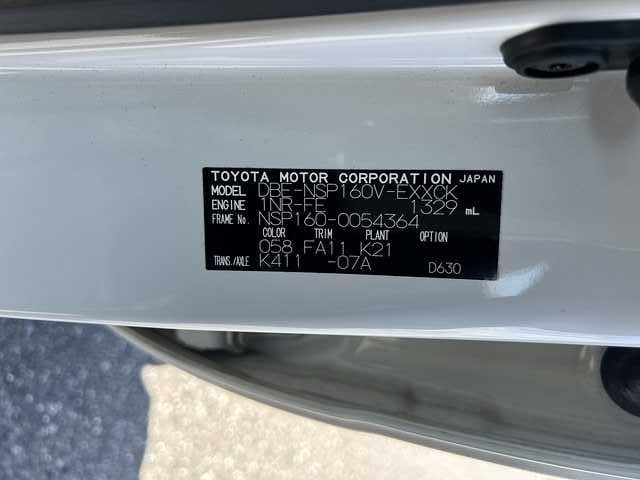 TOYOTA MOTOR CORPORATION JAPAN
MODEL DBE-NSP160V-EXXCK
ENGINE 1NR-FE 1329 mL
FRAME No. NSP160-0054364
COLOR TRIM PLANT OPTION
058 FA11 K21
TRANS./AXLE K411 -07A D630